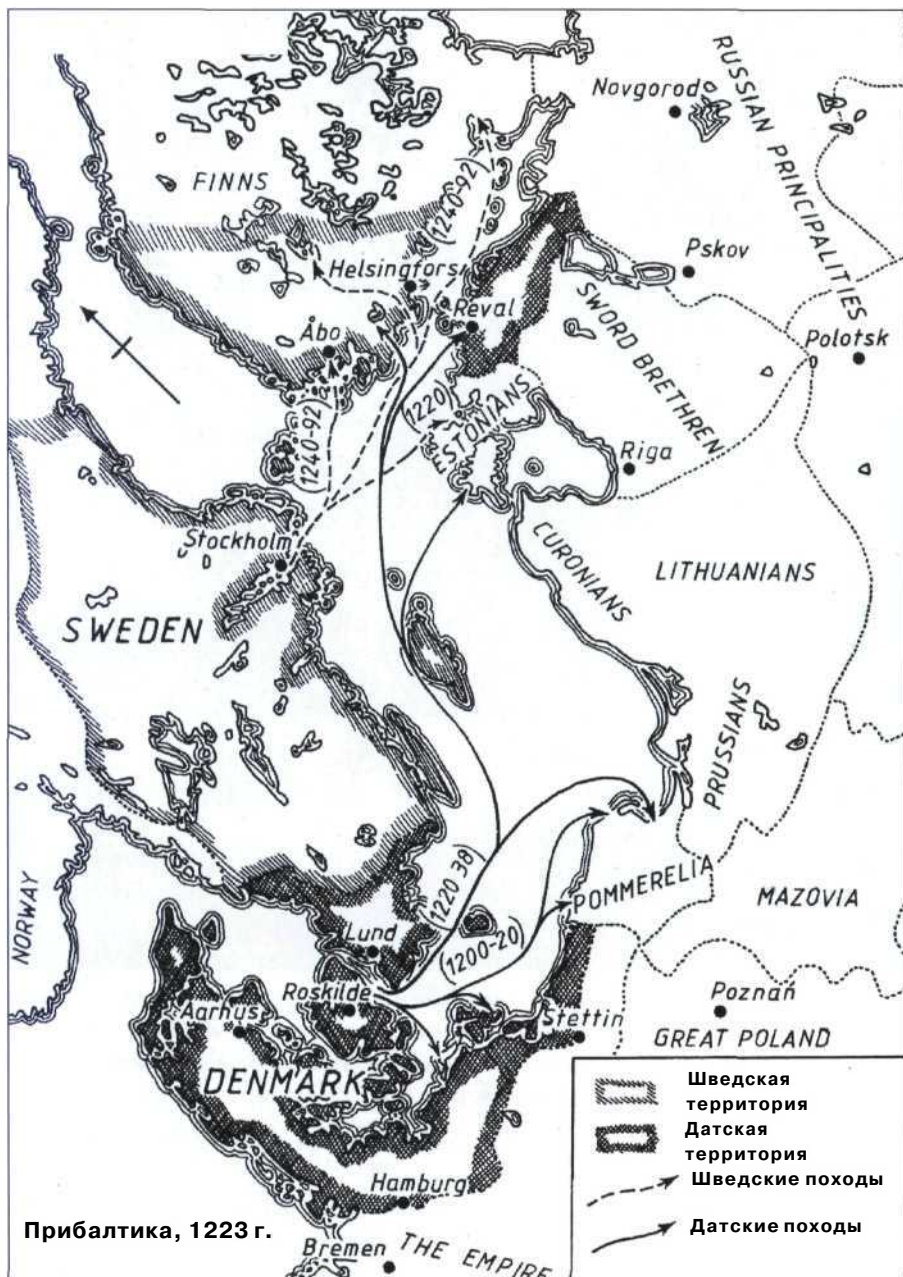 RUSSIAN PRINCIPALITIES
Novgorod
FINNS
(1240-92)
Pskov
Helsingfors
SWORD BRETHREN
Reval
Åbo
Polotsk
(1220)
ESTONIANS
1240-92)
Riga
Stockholm
CURONIANS
LITHUANIANS
SWEDEN
PRUSSIANS
NORWAY
(1220 38)
POMMERELIA
MAZOVIA
Lund
(1200-20)
Roskilde
Aarhus
Poznań
Stettin
GREAT POLAND
DENMARK
Шведская
территория
Датская
территория
Hamburg
Шведские походы
Прибалтика, 1223 г.
Датские походы
Bremen
THE EMPIRE